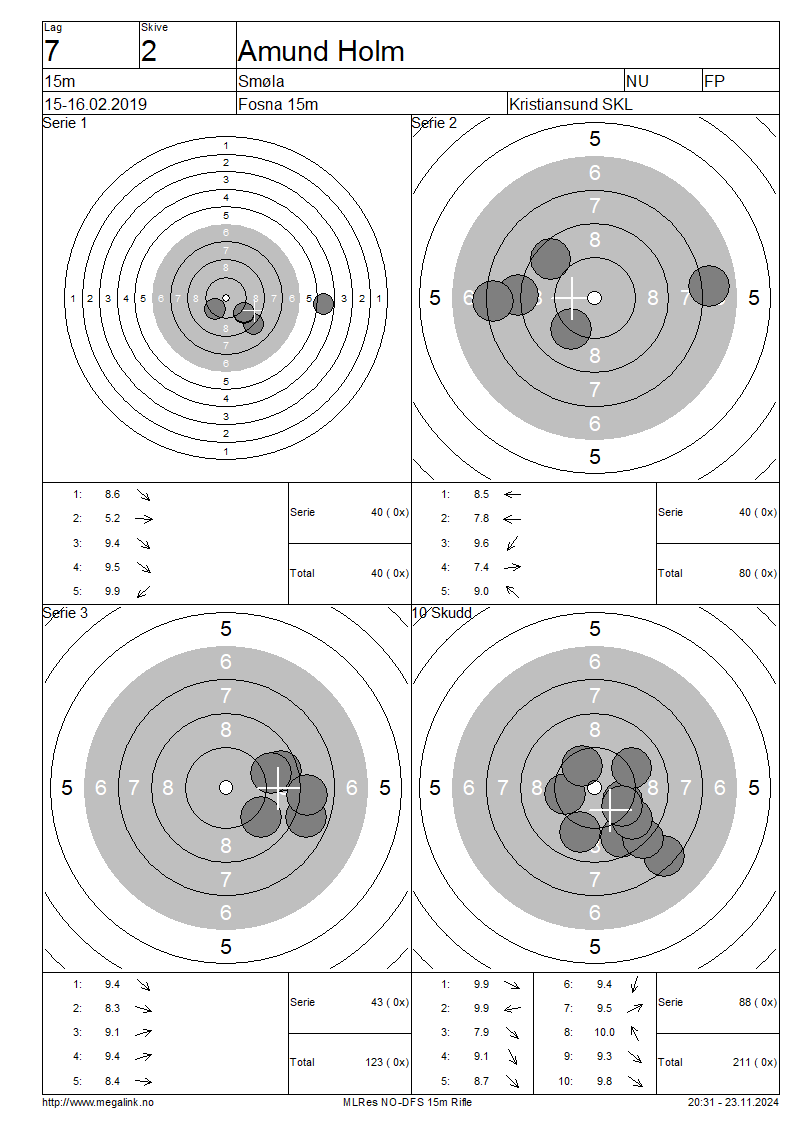 Lag Skive
7 2 Amund Holm
15m Smøla NU FP
15-16.02.2019 Fosna 15m Kristiansund SKL
Serie 1
1
2
3
4
5
6
7
8
1 2 3 4 5 6 7 8 8 6 5 3 2 1
8
7
6
5
4
3
2
1
1: 8.6
2: 5.2
3: 9.4
4: 9.5
5: 9.9
Serie 40 ( 0x)
Total 40 ( 0x)
Serie 2
5
6
7
8
5 6 8 8 7 6 5
8
7
6
5
1: 8.5
2: 7.8
3: 9.6
4: 7.4
5: 9.0
Serie 40 ( 0x)
Total 80 ( 0x)
Serie 3
5
6
7
8
5 6 7 8 6 5
8
7
6
5
1: 9.4
2: 8.3
3: 9.1
4: 9.4
5: 8.4
Serie 43 ( 0x)
Total 123 ( 0x)
10 Skudd
5
6
7
8
5 6 7 8 8 7 6 5
8
7
6
5
1: 9.9 6: 9.4
2: 9.9 7: 9.5
3: 7.9 8: 10.0
4: 9.1 9: 9.3
5: 8.7 10: 9.8
Serie 88 ( 0x)
Total 211 ( 0x)
http://www.megalink.no MLRes NO-DFS 15m Rifle 20:31 - 23.11.2024